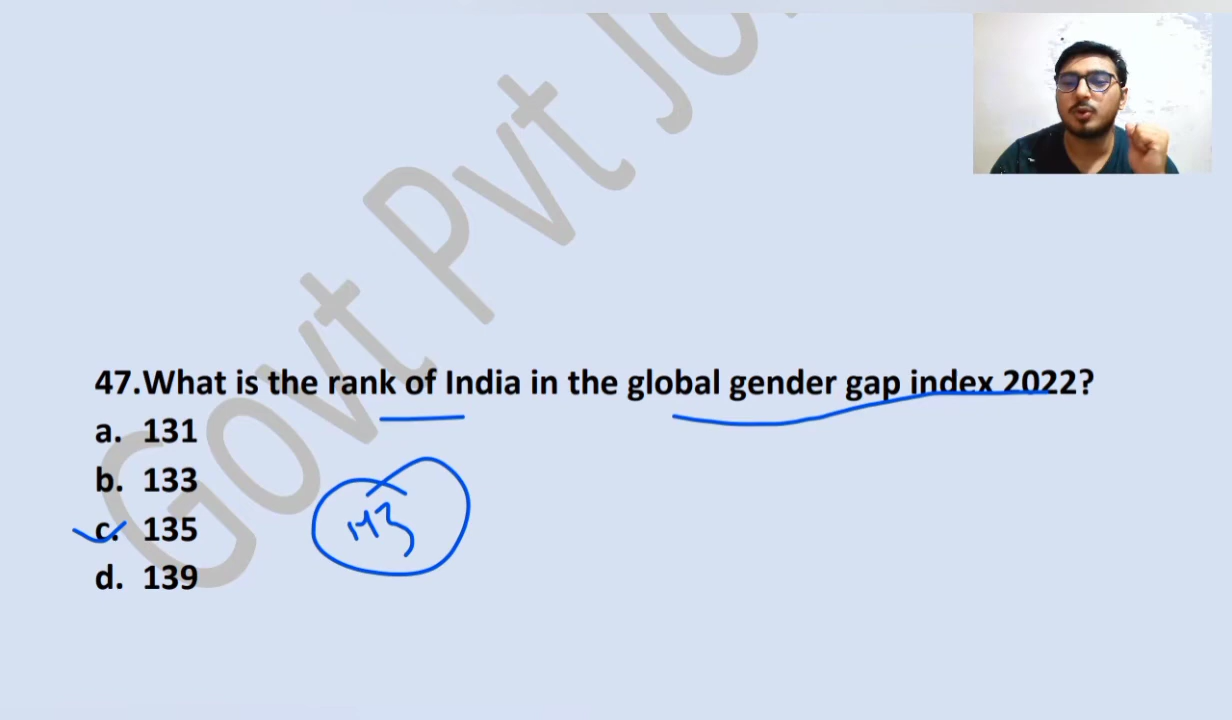 Govt Pvt Jo
47.What is the rank of India in the global gender gap index 2022?
a. 131
b. 133
c. 135
d. 139